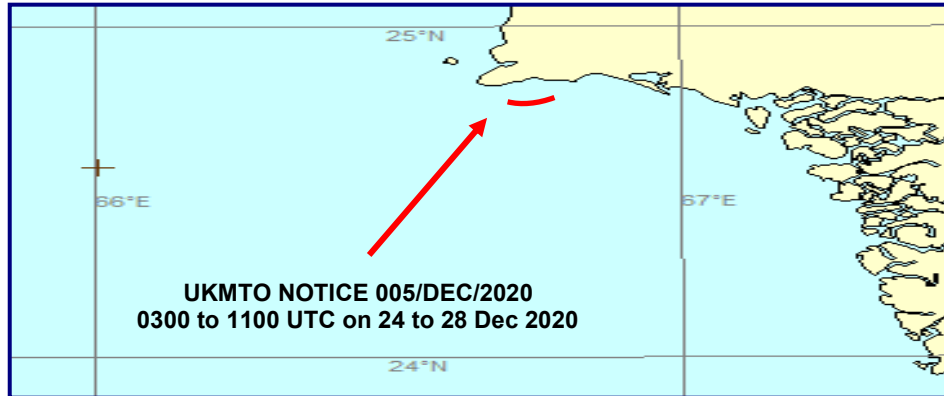 25°N
66°E
67°E
UKMTO NOTICE 005/DEC/2020
0300 to 1100 UTC on 24 to 28 Dec 2020
24°N